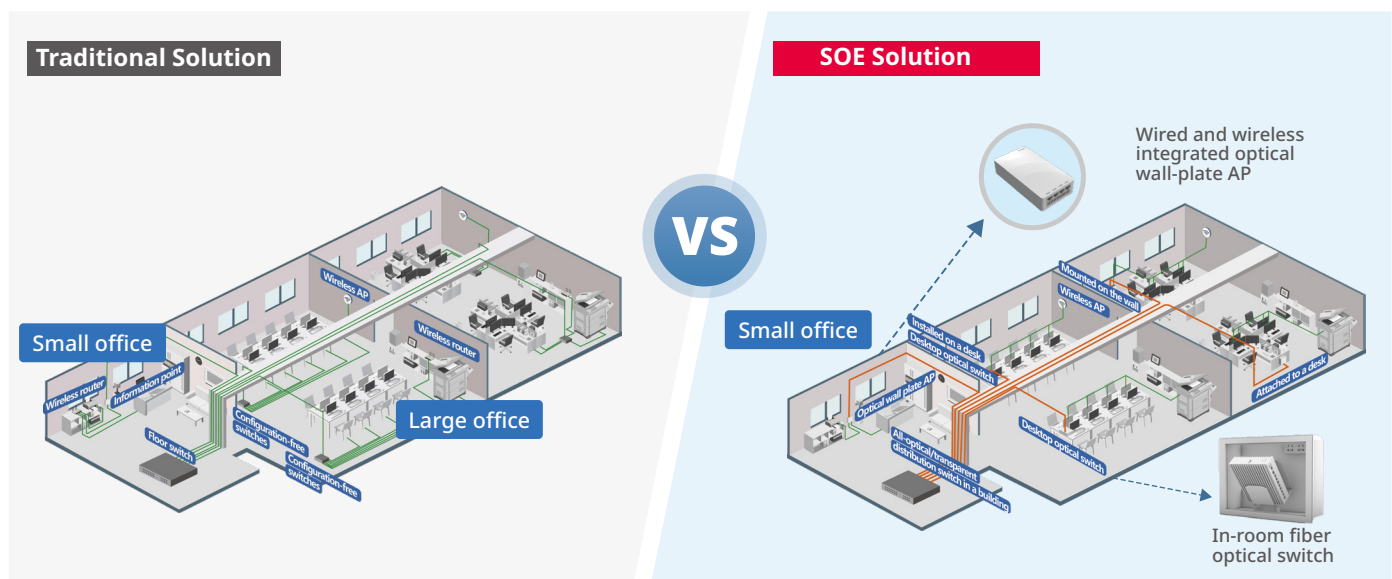 Traditional Solution
SOE Solution
Wired and wireless
integrated optical
wall-plate AP
VS
Small office
Wireless AP
Wireless router
Wireless router
Information point
Large office
Configuration-free
switches
Configuration-free
switches
Floor switch
Small office
Mounted on the wall
Wireless AP
Installed on a desk
Desktop optical switch
Optical wall plate AP
Attached to a desk
Desktop optical switch
All-optical/transparent
distribution switch in a building
In-room fiber
optical switch